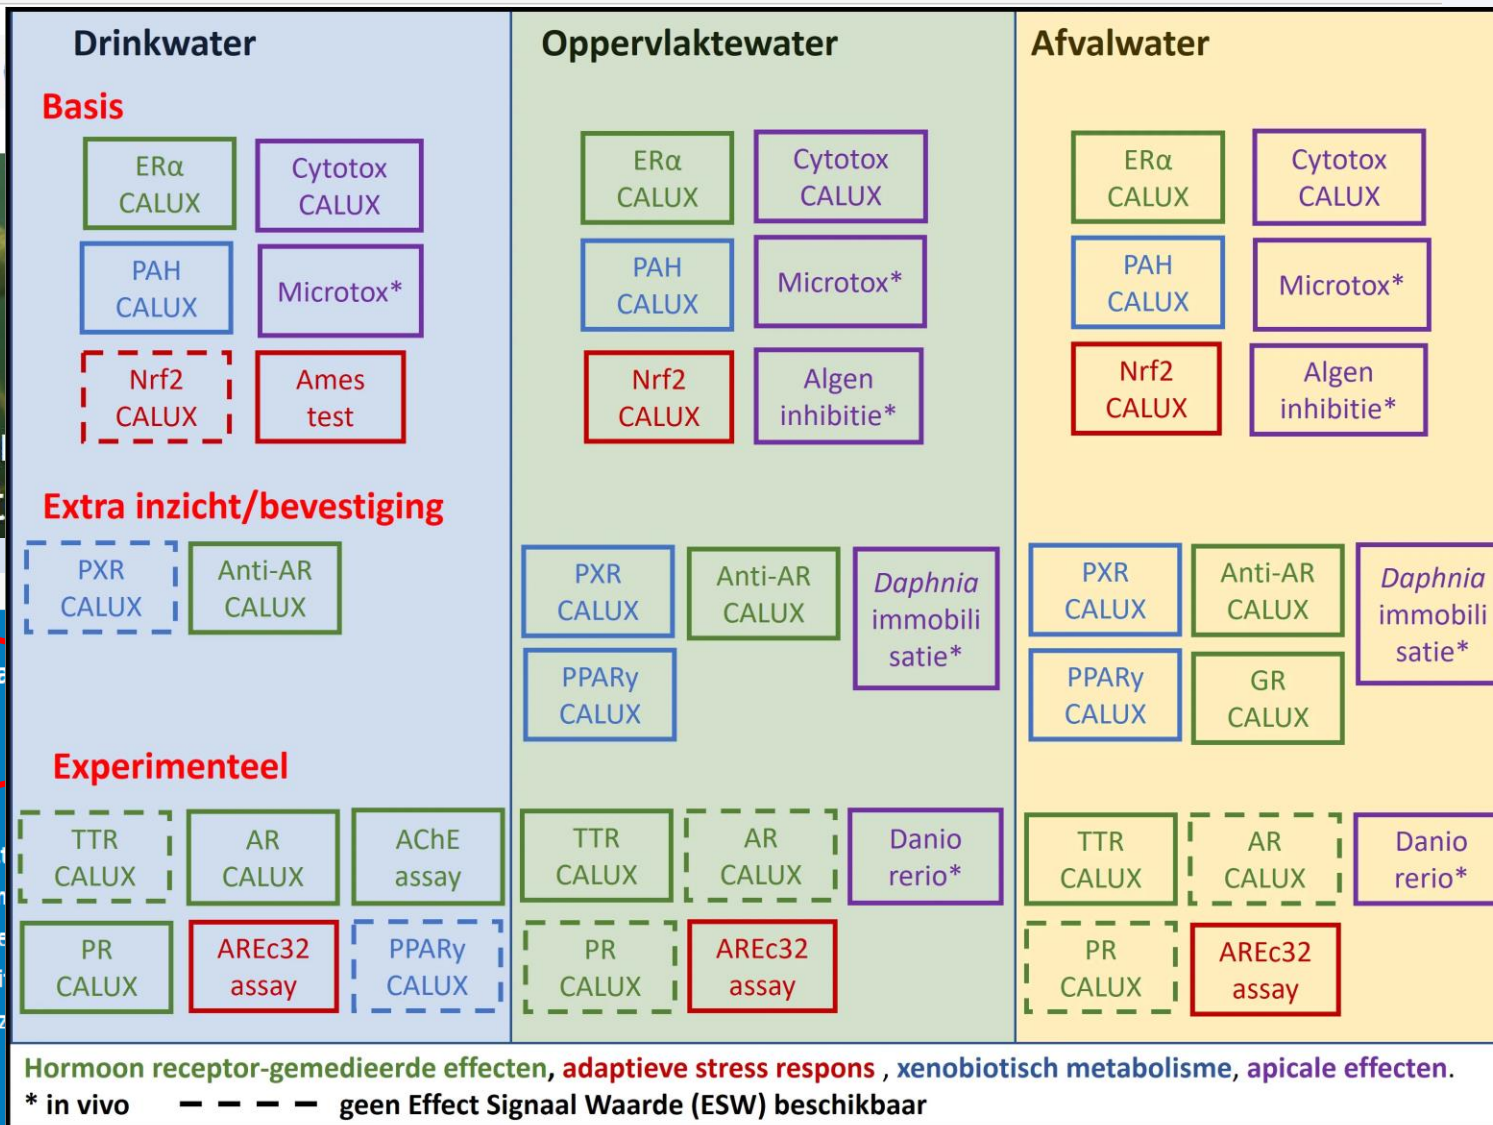 Drinkwater
Oppervlaktewater
Afvalwater
Basis
ERα
CALUX
Cytotox
CALUX
PAH
CALUX
Microtox*
Nrf2
CALUX
Ames
test
ERα
CALUX
Cytotox
CALUX
PAH
CALUX
Microtox*
Nrf2
CALUX
Algen
inhibitie*
ERα
CALUX
Cytotox
CALUX
PAH
CALUX
Microtox*
Nrf2
CALUX
Algen
inhibitie*
Extra inzicht/bevestiging
PXR
CALUX
Anti-AR
CALUX
PXR
CALUX
Anti-AR
CALUX
Daphnia
immobili
satie*
PPARy
CALUX
PXR
CALUX
Anti-AR
CALUX
Daphnia
immobili
satie*
PPARy
CALUX
GR
CALUX
Experimenteel
TTR
CALUX
AR
CALUX
AChE
assay
PR
CALUX
AREc32
assay
PPARy
CALUX
TTR
CALUX
AR
CALUX
Danio
rerio*
PR
CALUX
AREc32
assay
TTR
CALUX
AR
CALUX
Danio
rerio*
PR
CALUX
AREc32
assay
Hormoon receptor-gemedieerde effecten, adaptieve stress respons , xenobiotisch metabolisme, apicale effecten.
* in vivo – – – – geen Effect Signaal Waarde (ESW) beschikbaar